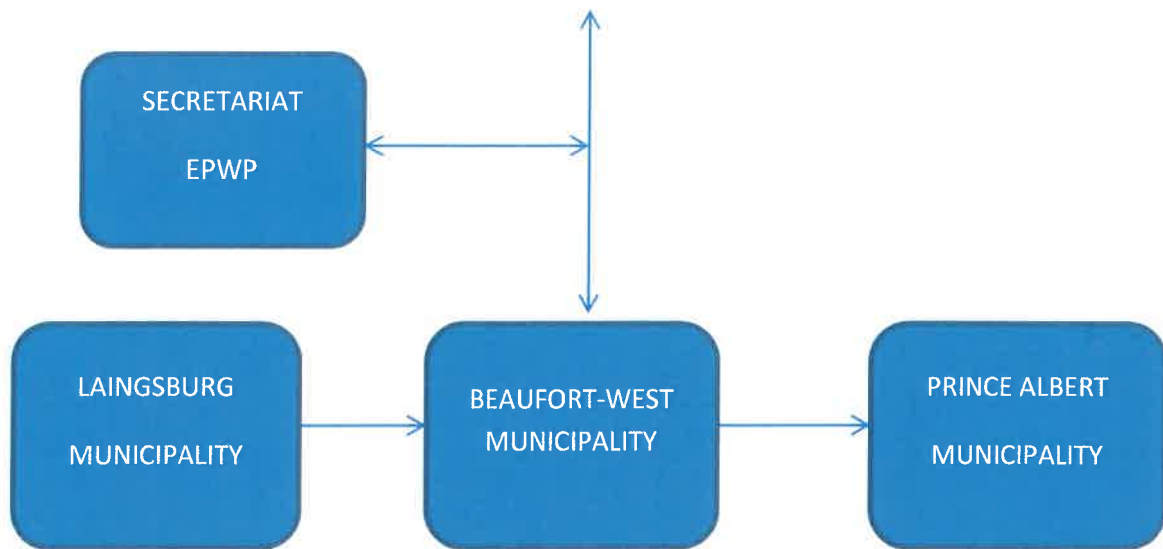 SECRETARIAT
EPWP
LAINGSBURG
MUNICIPALITY
BEAUFORT-WEST
MUNICIPALITY
PRINCE ALBERT
MUNICIPALITY